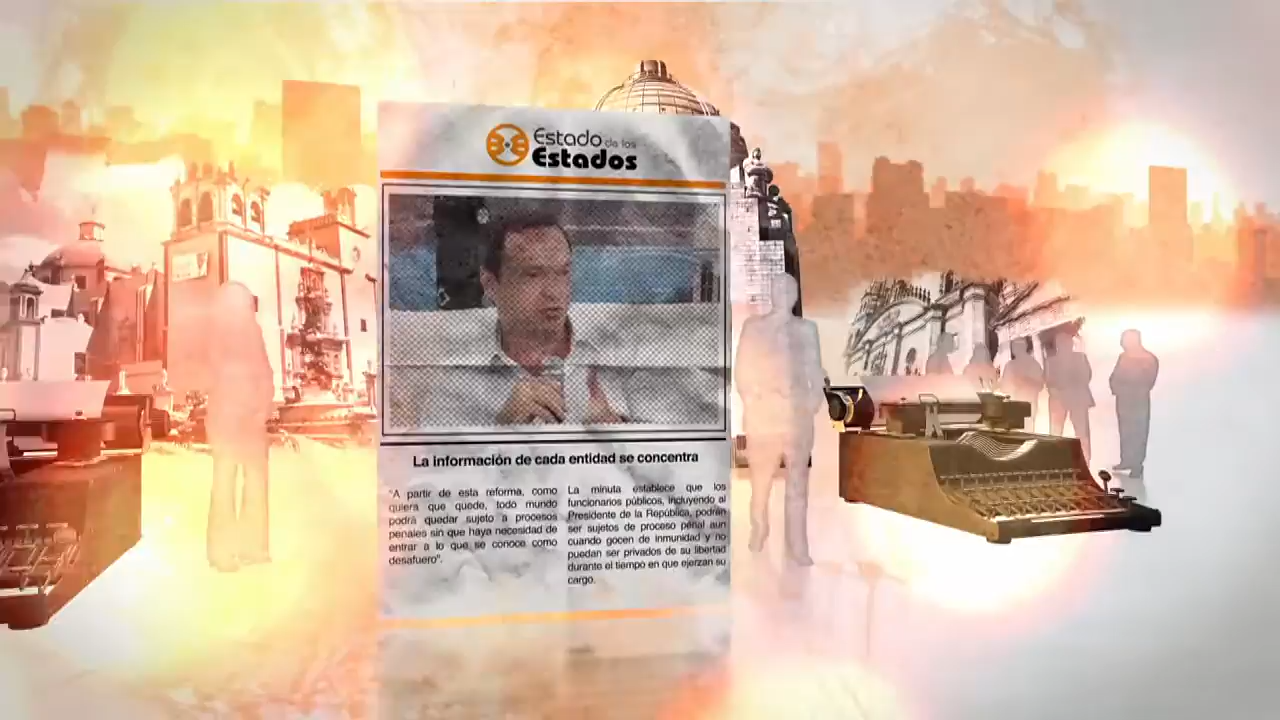 Estado de los
Estados
La información de cada entidad se concentra
"A partir de esta reforma, como
quiera que quede, todo mundo
podrá quedar sujeto a procesos
penales sin que haya necesidad de
entrar a lo que se conoce como
desafuero".
La minuta establece que los
funcionarios públicos, incluyendo al
Presidente de la República, podrán
ser sujetos de proceso penal aun
cuando gocen de inmunidad y no
puedan ser privados de su libertad
durante el tiempo en que ejerzan su
cargo.